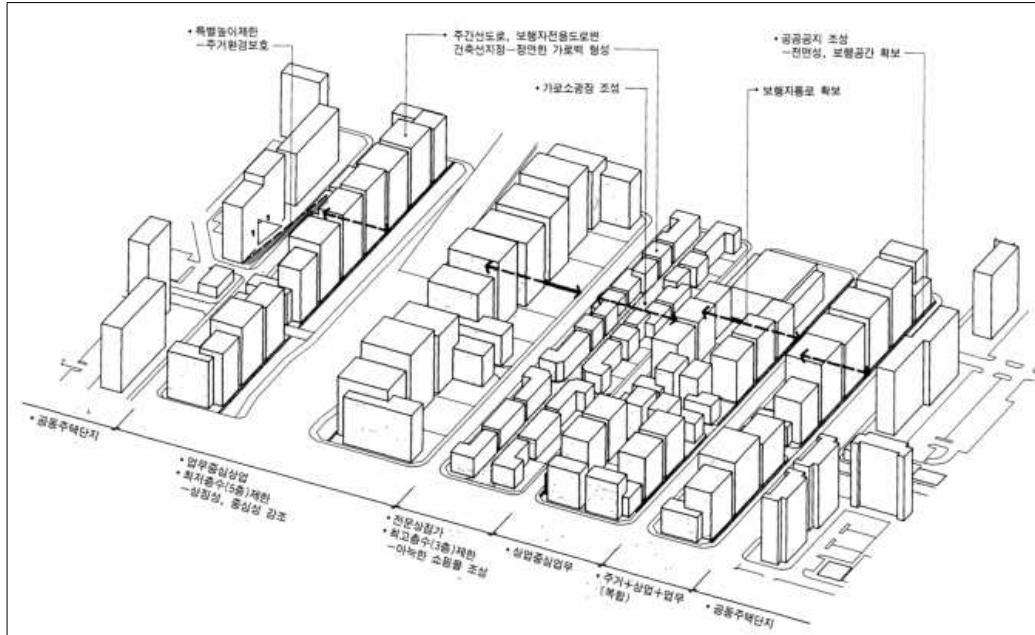 • 특별높이제한
—주거환경보호
• 주간선도로, 보행자전용도로변
건축선지정—정연한 가로벽 형성
• 가로소광장 조성
• 공공공지 조성
—전면성, 보행공간 확보
• 보행자통로 확보
• 공동주택단지
• 업무중심상업
• 최저층수(5층)제한
—상징성, 중심성 강조
• 전문상점가
• 최고층수(3층)제한
—아늑한 쇼핑몰 조성
• 상업중심업무
• 주거+상업+업무
(복합)
• 공동주택단지